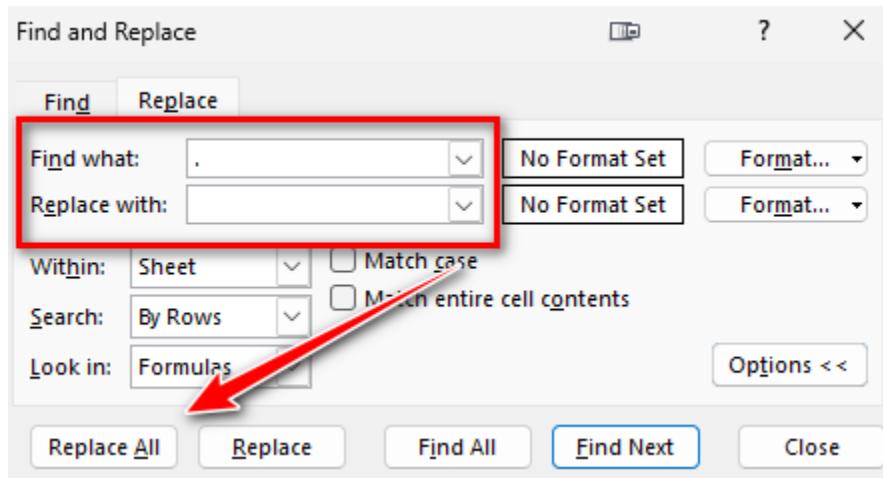 Find and Replace ?
Find Replace
Find what: . No Format Set Format...
Replace with: No Format Set Format...
Within: Sheet Match case
Match entire cell contents
Search: By Rows
Look in: Formulas Options <<
Replace All Replace Find All Find Next Close